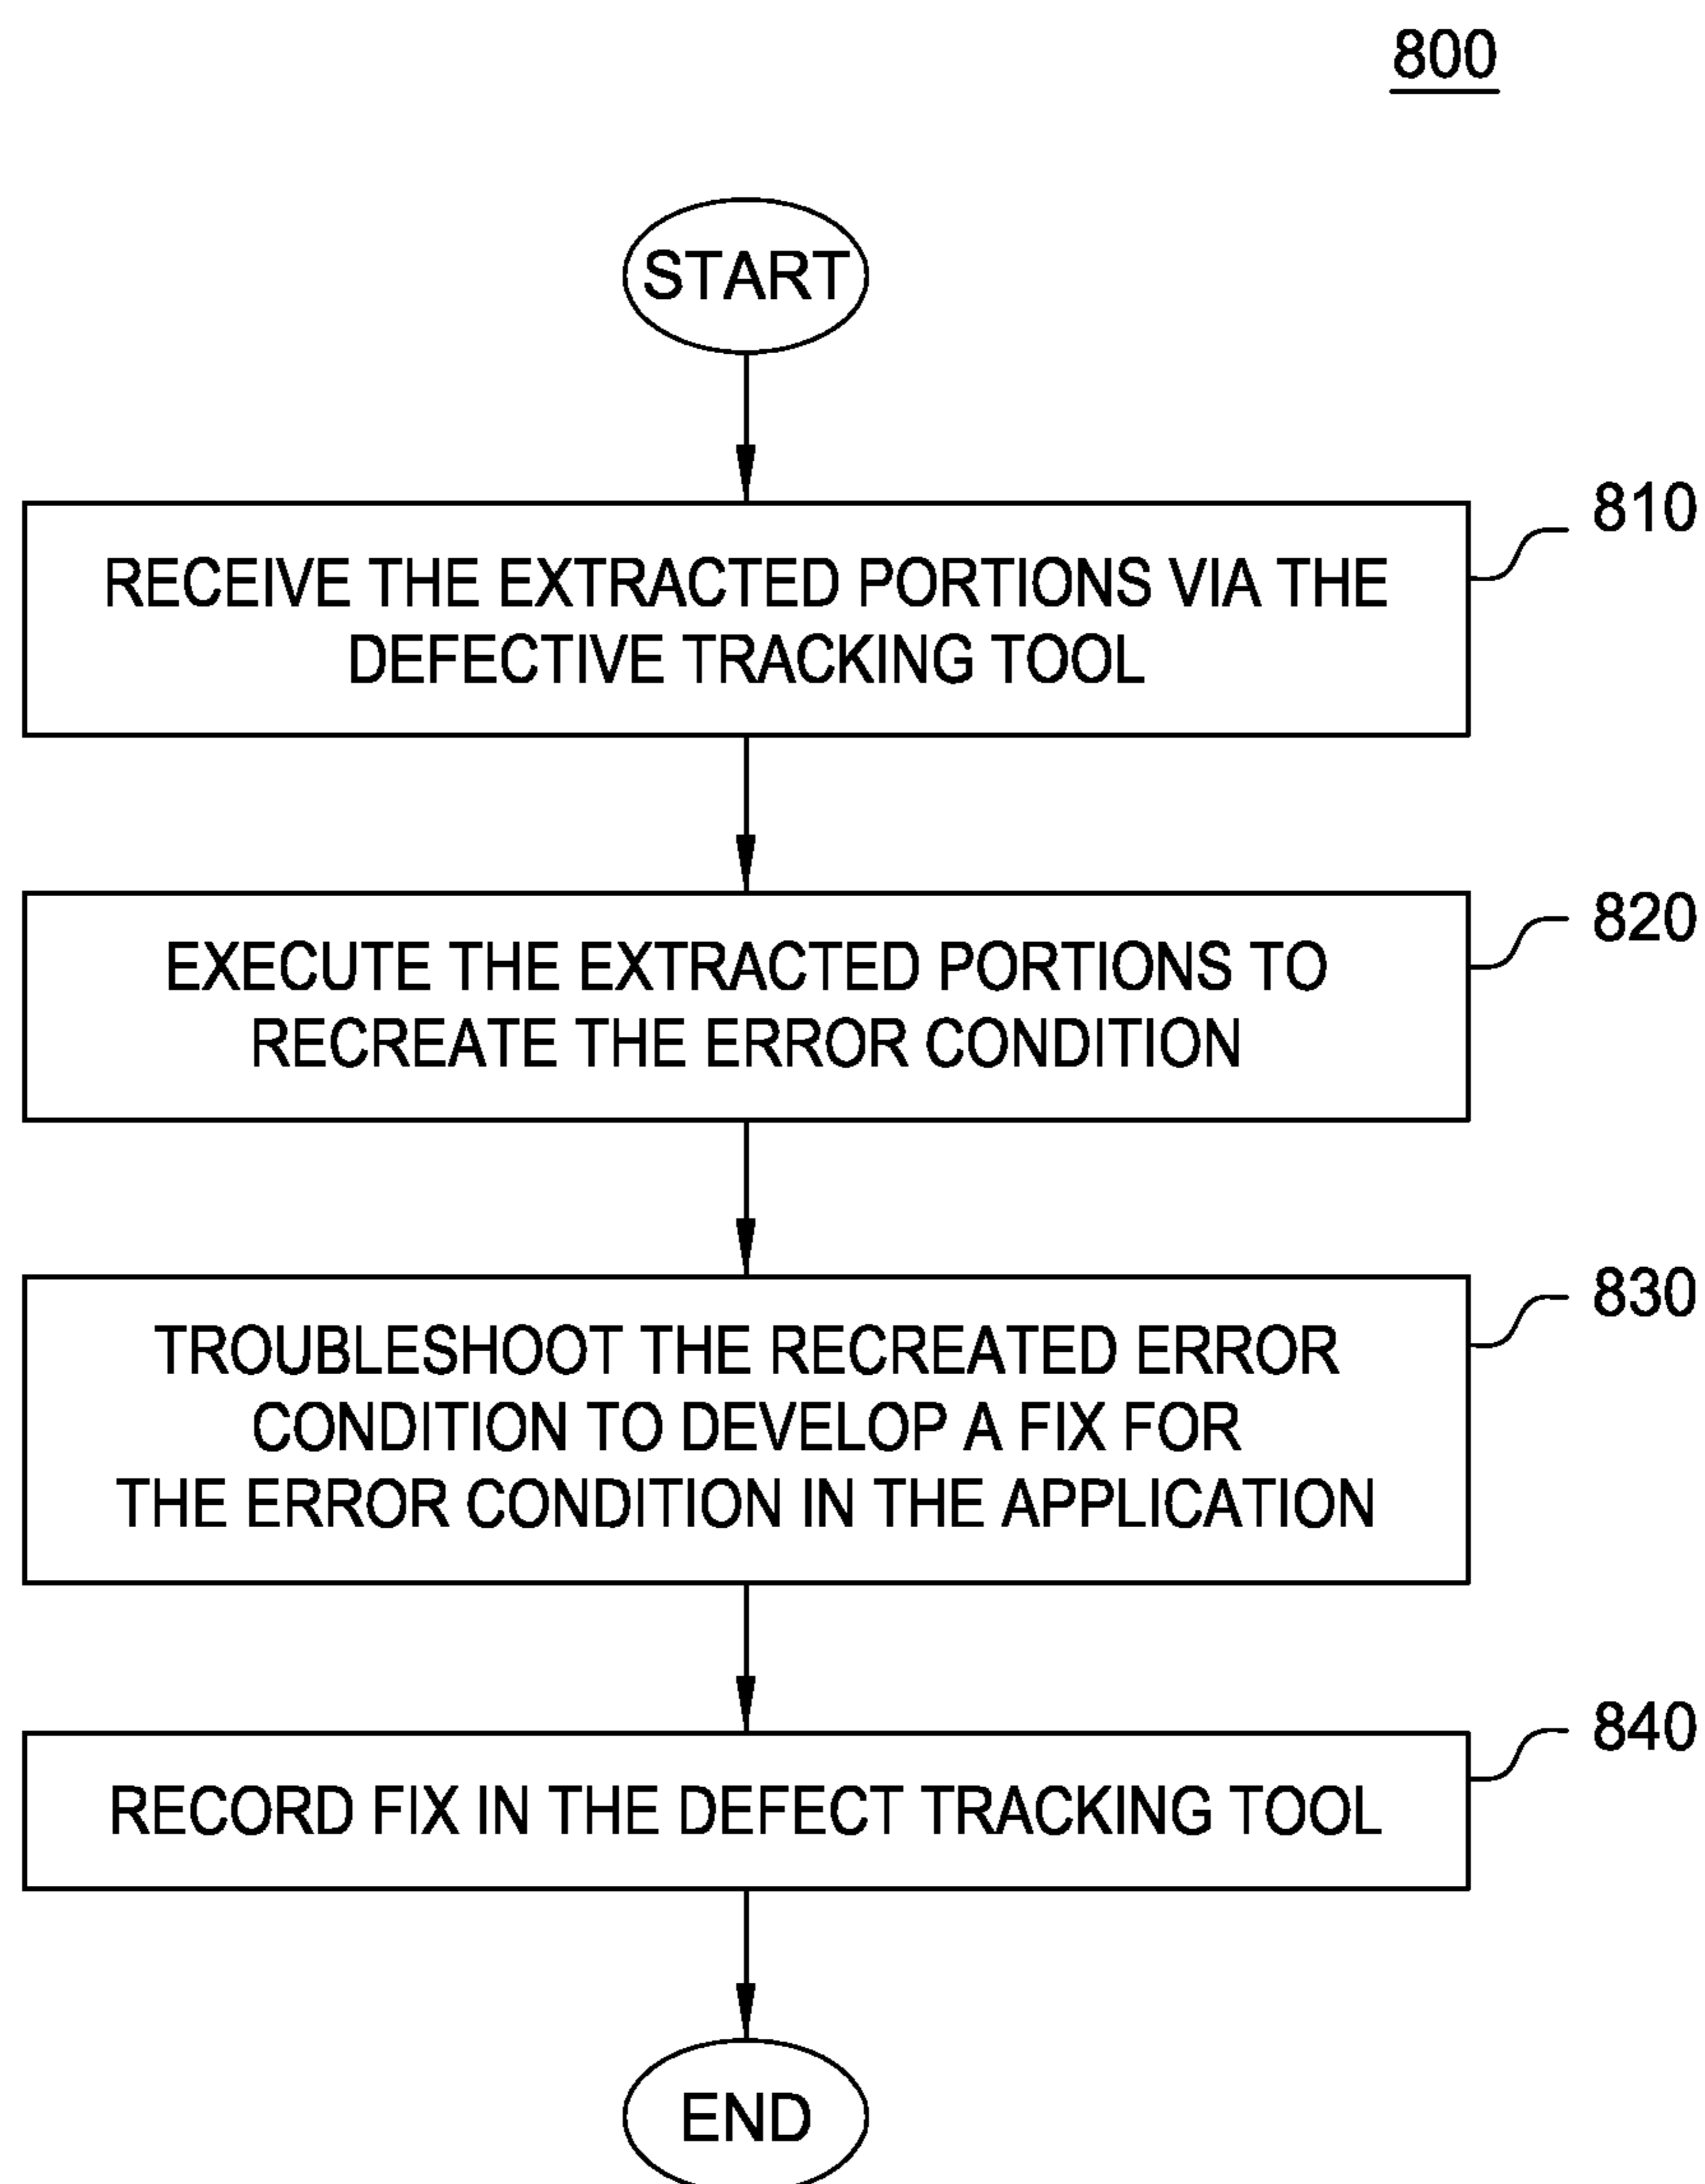 800
START
810
RECEIVE THE EXTRACTED PORTIONS VIA THE
DEFECTIVE TRACKING TOOL
820
EXECUTE THE EXTRACTED PORTIONS TO
RECREATE THE ERROR CONDITION
830
TROUBLESHOOT THE RECREATED ERROR
CONDITION TO DEVELOP A FIX FOR
THE ERROR CONDITION IN THE APPLICATION
840
RECORD FIX IN THE DEFECT TRACKING TOOL
END